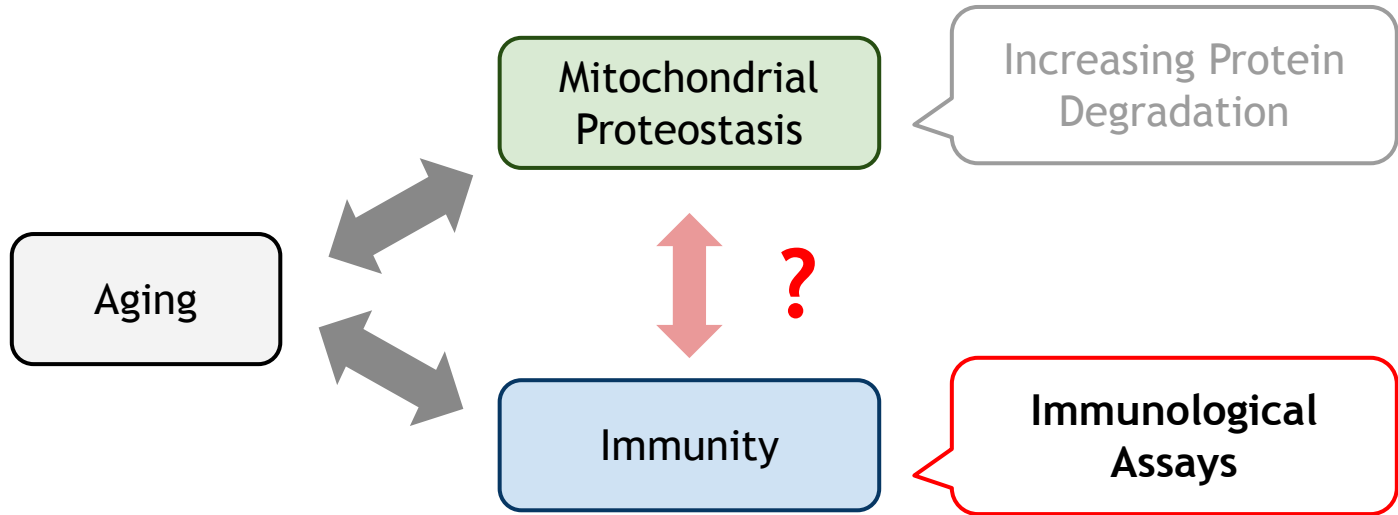 Mitochondrial
Proteostasis
Increasing Protein
Degradation
Aging
?
Immunity
Immunological
Assays